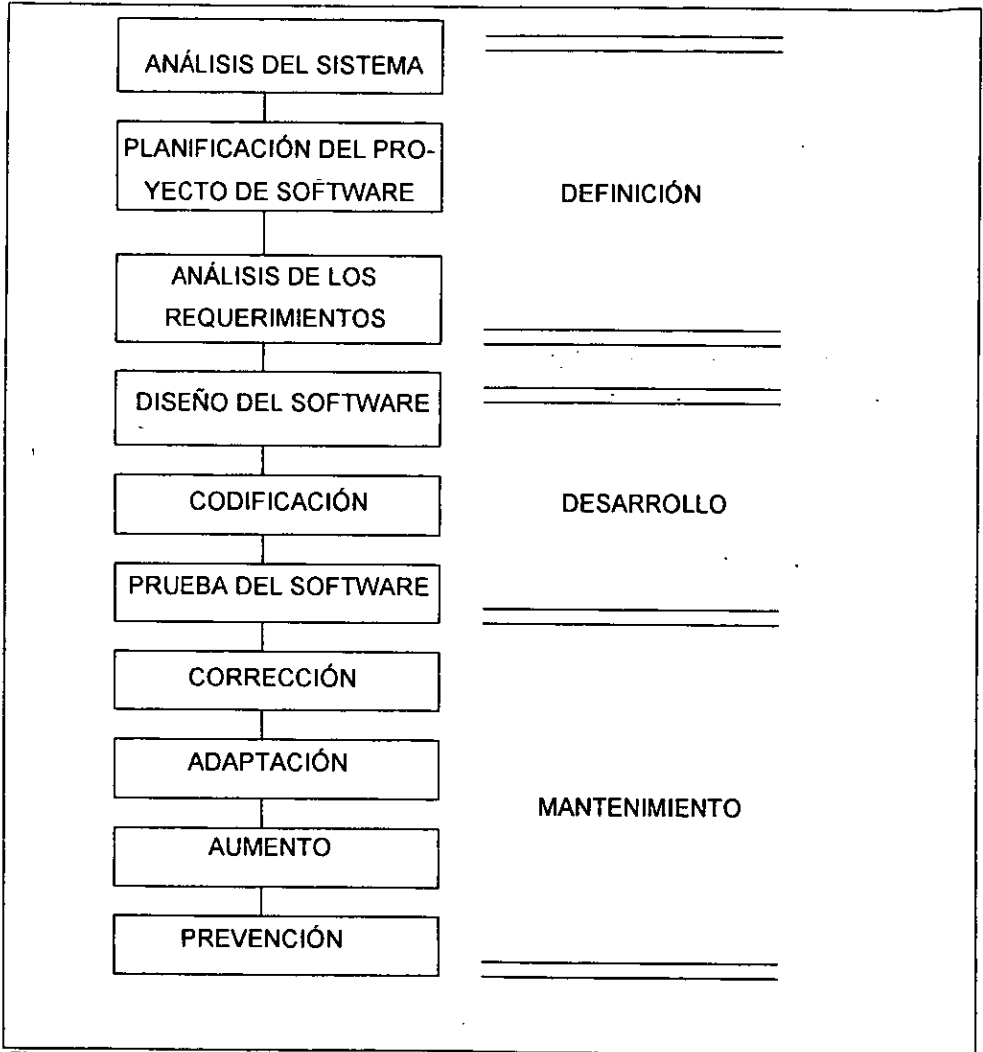 ANÁLISIS DEL SISTEMA
PLANIFICACIÓN DEL PRO-
YECTO DE SOFTWARE
DEFINICIÓN
ANÁLISIS DE LOS
REQUERIMIENTOS
DISEÑO DEL SOFTWARE
CODIFICACIÓN
DESARROLLO
PRUEBA DEL SOFTWARE
CORRECCIÓN
ADAPTACIÓN
MANTENIMIENTO
AUMENTO
PREVENCIÓN